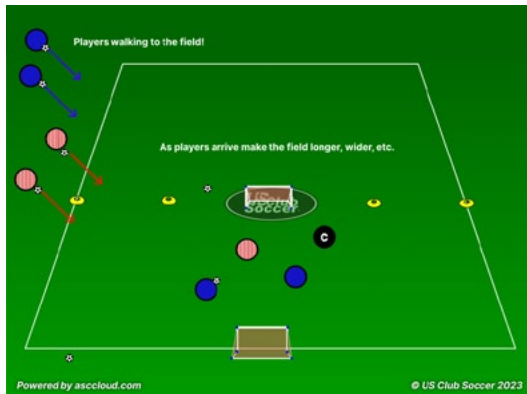 Players walking to the field!
As players arrive make the field longer, wider, etc.
Soccer
C
Powered by asccloud.com
© US Club Soccer 2023